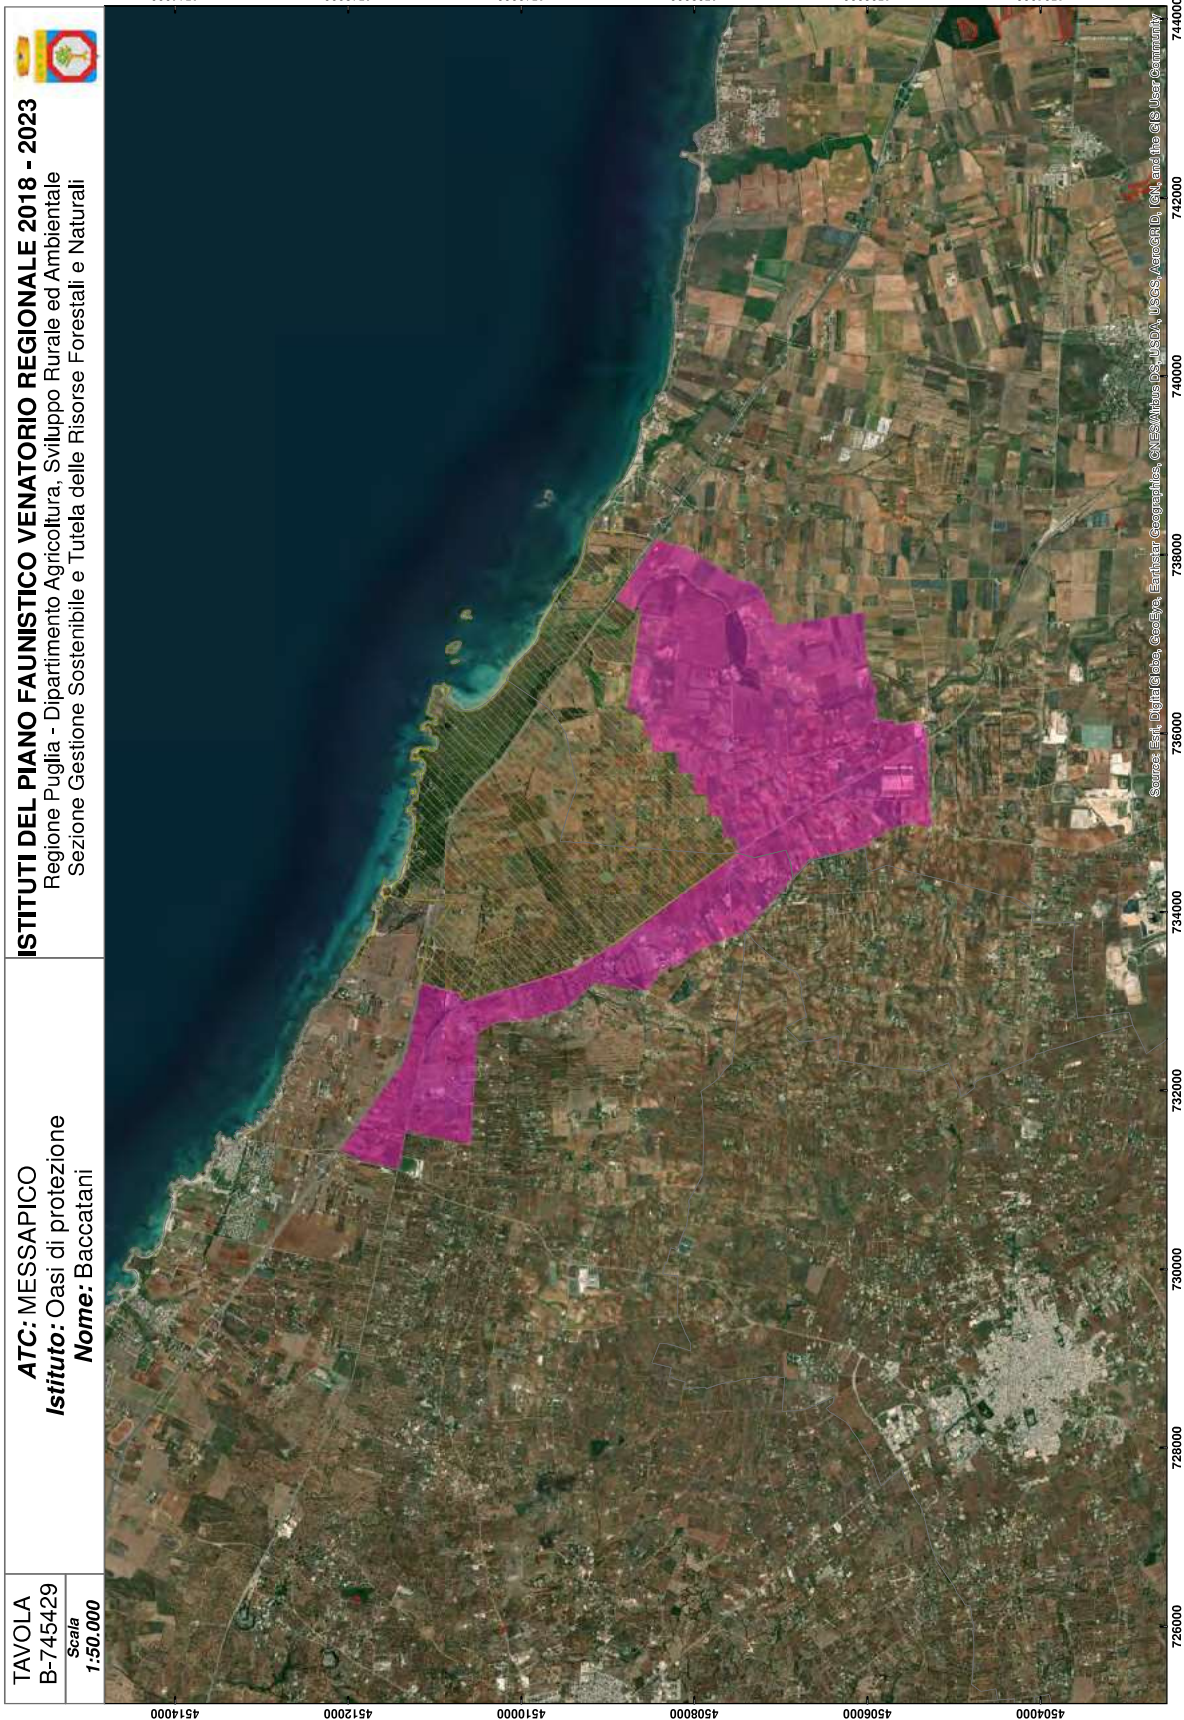 TAVOLA
B-745429
Scala
1:50.000
ATC: MESSAPICO
Istituto: Oasi di protezione
Nome: Baccatani
ISTITUTI DEL PIANO FAUNISTICO VENATORIO REGIONALE 2018 - 2023
Regione Puglia - Dipartimento Agricoltura, Sviluppo Rurale ed Ambientale
Sezione Gestione Sostenibile e Tutela delle Risorse Forestali e Naturali
4514000
4512000
4510000
4508000
4506000
4504000
726000
728000
730000
732000
734000
736000
738000
740000
742000
744000
Source: Esri, DigitalGlobe, GeoEye, Earthstar Geographics, CNES/Airbus DS, USDA, USGS, AeroGRID, IGN, and the GIS User Community